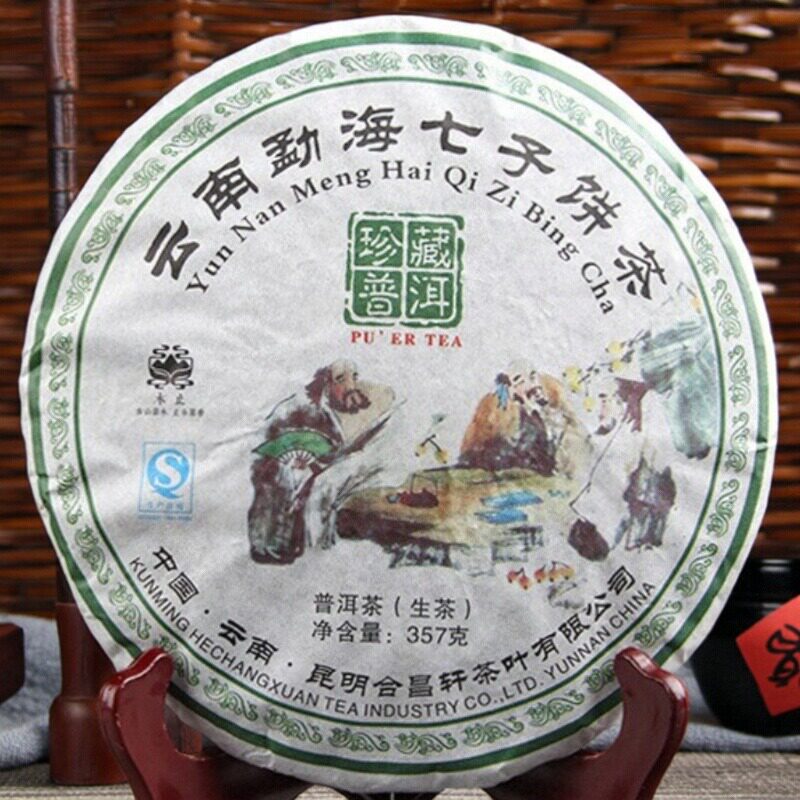 云南勐海七子饼茶
Yun Nan Meng Hai Qi Zi Bing Cha
珍藏
普洱
PU'ER TEA
木止
普洱茶（生茶）
净含量：357克
中国·云南·昆明合昌轩茶叶有限公司
KUNMING HECHANGXUAN TEA INDUSTRY CO.,LTD. YUNNAN CHINA